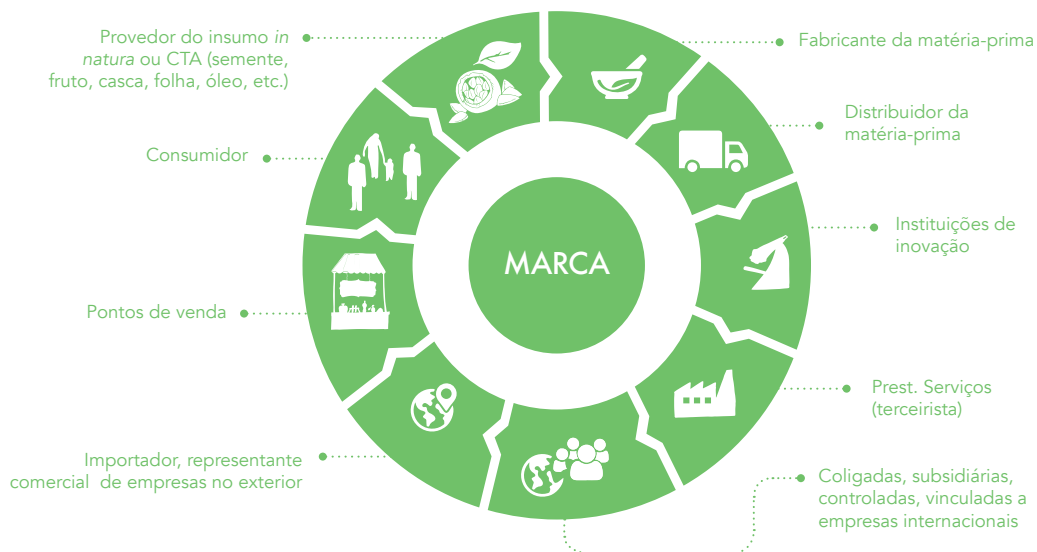 Provedor do insumo in
natura ou CTA (semente,
fruto, casca, folha, óleo, etc.)
Fabricante da matéria-prima
Distribuidor da
matéria-prima
Consumidor
Instituições de
inovação
MARCA
Pontos de venda
Prest. Serviços
(terceirista)
Importador, representante
comercial de empresas no exterior
Coligadas, subsidiárias,
controladas, vinculadas a
empresas internacionais